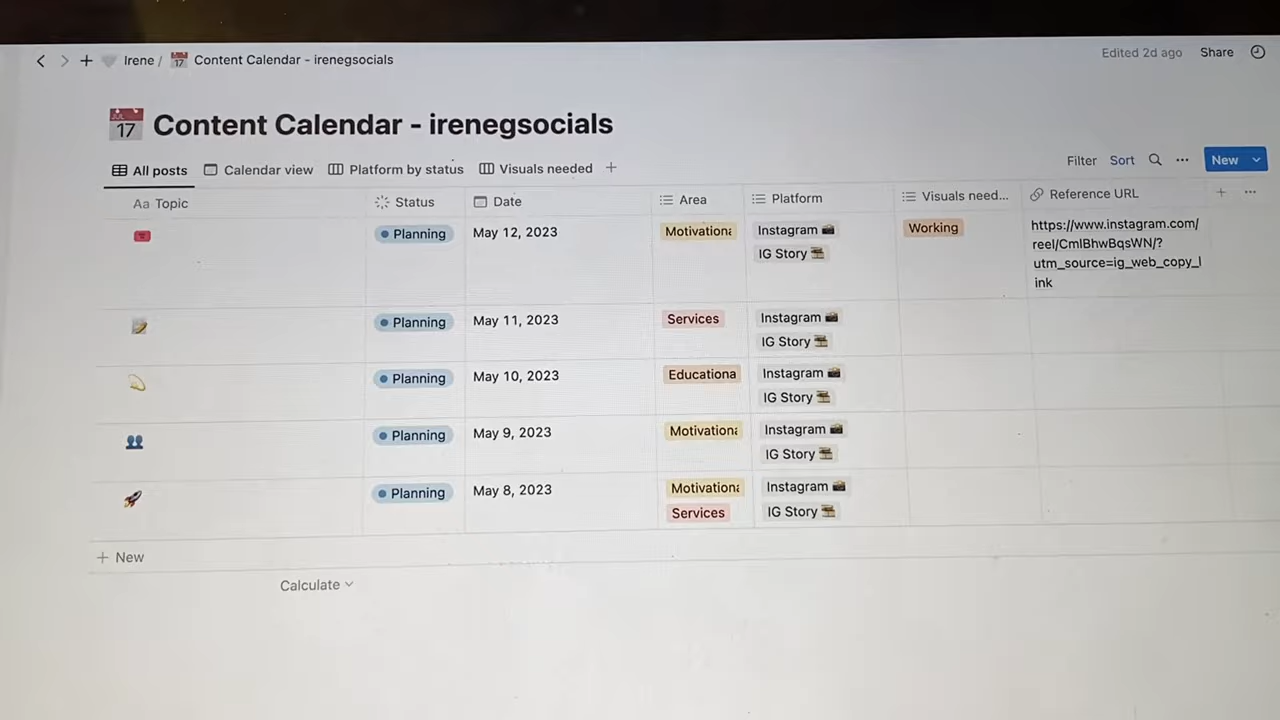 Irene / Content Calendar - irenegsocials
Edited 2d ago Share
JUL 17 Content Calendar - irenegsocials
All posts Calendar view Platform by status Visuals needed
Filter Sort New
Aa Topic Status Date Area Platform Visuals need... Reference URL
Planning May 12, 2023 Motivationa Instagram Working https://www.instagram.com/
IG Story reel/CmlBhwBqsWN/?
utm_source=ig_web_copy_l
ink
Planning May 11, 2023 Services Instagram
IG Story
Planning May 10, 2023 Educationa Instagram
IG Story
Planning May 9, 2023 Motivationa Instagram
IG Story
Planning May 8, 2023 Motivationa Instagram
Services IG Story
+ New
Calculate